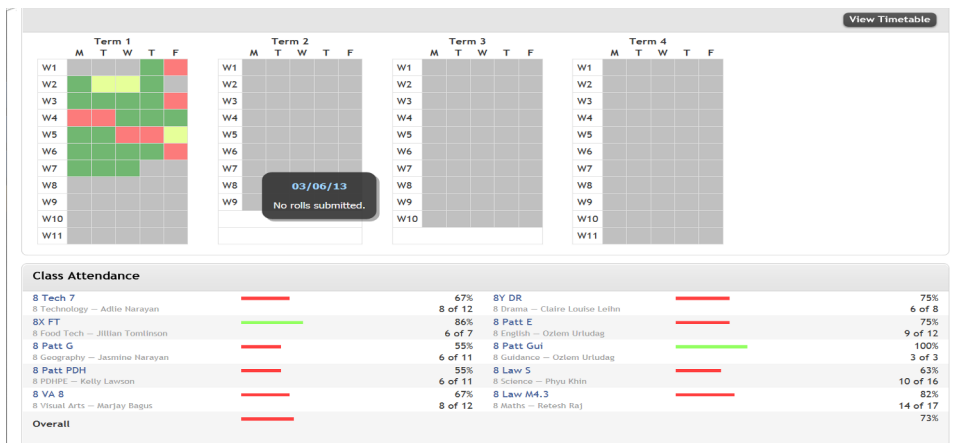 View Timetable
Term 1
M T W T F
W1
W2
W3
W4
W5
W6
W7
W8
W9
W10
W11
Term 2
M T W T F
W1
W2
W3
W4
W5
W6
W7
W8
W9
03/06/13
No rolls submitted.
Term 3
M T W T F
W1
W2
W3
W4
W5
W6
W7
W8
W9
W10
Term 4
M T W T F
W1
W2
W3
W4
W5
W6
W7
W8
W9
W10
W11
Class Attendance
8 Tech 7 67%
8 Technology — Adlie Narayan 8 of 12
8X FT 86%
8 Food Tech — Jillian Tomlinson 6 of 7
8 Patt G 55%
8 Geography — Jasmine Narayan 6 of 11
8 Patt PDH 55%
8 PDHPE — Kelly Lawson 6 of 11
8 VA 8 67%
8 Visual Arts — Marjay Bagus 8 of 12
8Y DR 75%
8 Drama — Claire Louise Leihn 6 of 8
8 Patt E 75%
8 English — Ozlem Urludag 9 of 12
8 Patt Gui 100%
8 Guidance — Ozlem Urludag 3 of 3
8 Law S 63%
8 Science — Phyu Khin 10 of 16
8 Law M4.3 82%
8 Maths — Retesh Raj 14 of 17
Overall 73%